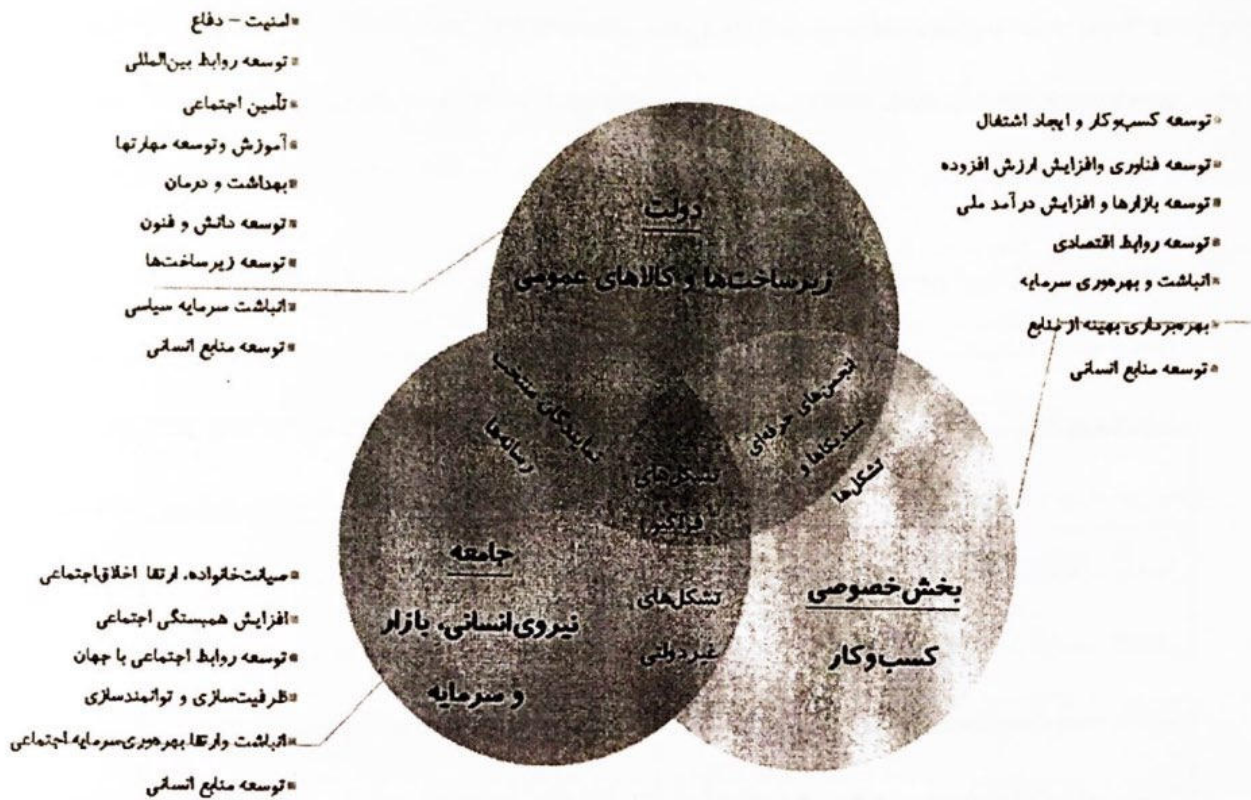 امنیت – دفاع
توسعه روابط بین‌المللی
تأمین اجتماعی
آموزش وتوسعه مهارتها
بهداشت و درمان
توسعه دانش و فنون
توسعه زیرساخت‌ها
انباشت سرمایه سیاسی
توسعه منابع انسانی
توسعه کسب‌وکار و ایجاد اشتغال
توسعه فناوری وافزایش ارزش افزوده
توسعه بازارها و افزایش درآمد ملی
توسعه روابط اقتصادی
انباشت و بهره‌وری سرمایه
بهره‌برداری بهینه از منابع
توسعه منابع انسانی
دولت
زیرساخت‌ها و کالاهای عمومی
نمایندگان منتخب
رسانه‌ها
انجمن‌های حرفه‌ای
سندیکاها و
تشکل‌ها
تشکل‌های
فراگیر
جامعه
نیروی‌انسانی، بازار
و سرمایه
تشکل‌های
غیردولتی
بخش‌خصوصی
کسب‌وکار
صیانت‌خانواده، ارتقا اخلاق‌اجتماعی
افزایش همبستگی اجتماعی
توسعه روابط اجتماعی با جهان
ظرفیت‌سازی و توانمندسازی
انباشت وارتقا بهره‌وری‌سرمایه‌اجتماعی
توسعه منابع انسانی